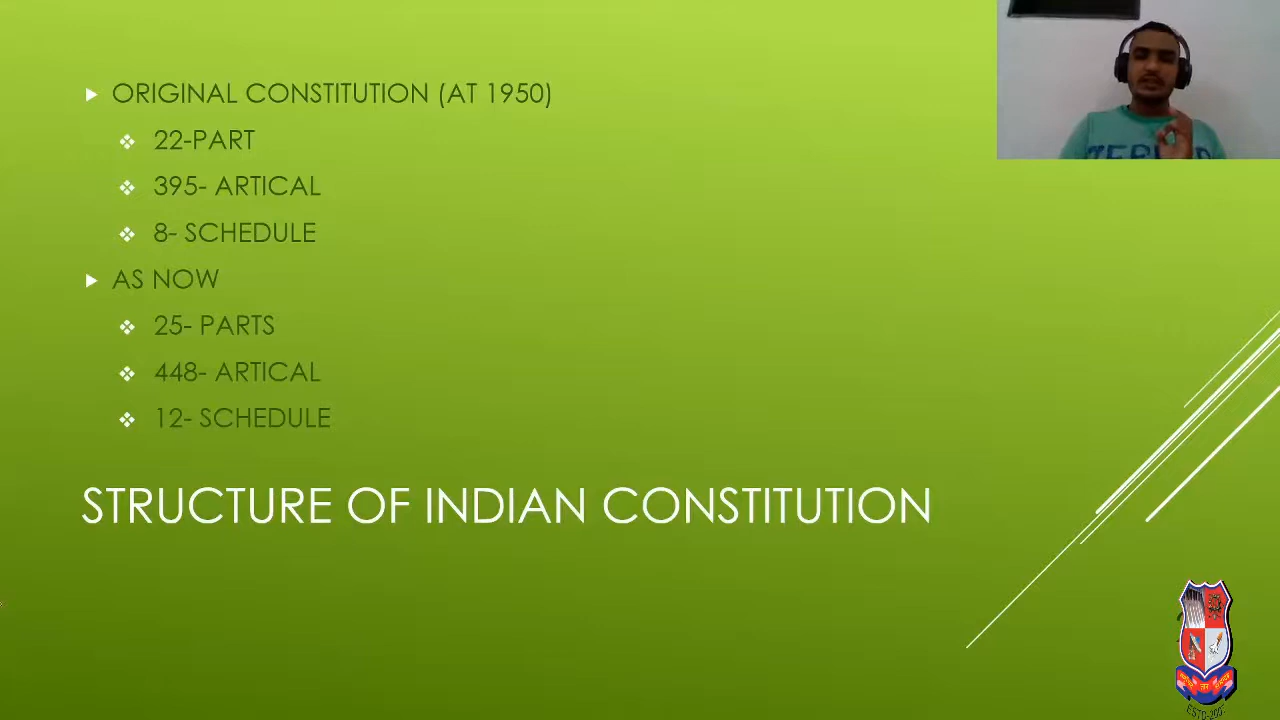 ORIGINAL CONSTITUTION (AT 1950)
22-PART
395- ARTICAL
8- SCHEDULE
AS NOW
25- PARTS
448- ARTICAL
12- SCHEDULE
STRUCTURE OF INDIAN CONSTITUTION